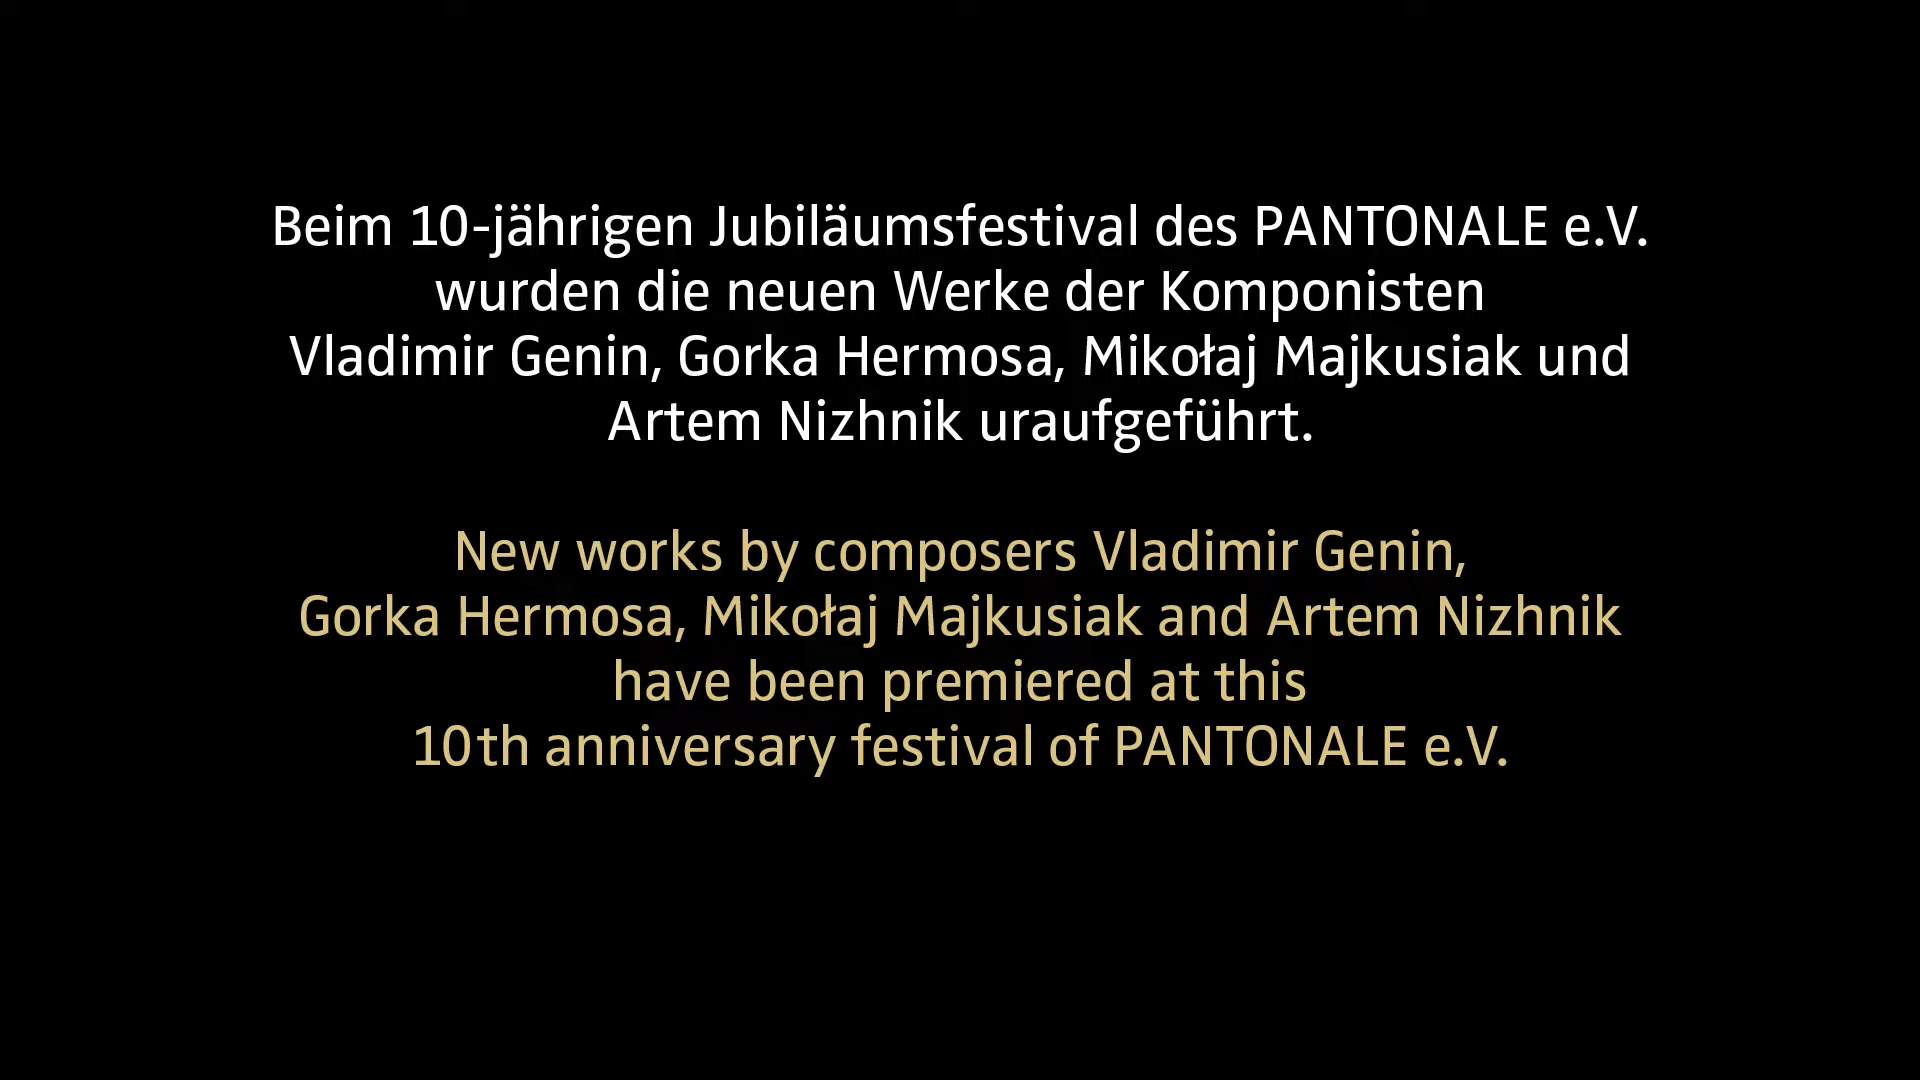 Beim 10-jährigen Jubiläumsfestival des PANTONALE e.V.
wurden die neuen Werke der Komponisten
Vladimir Genin, Gorka Hermosa, Mikołaj Majkusiak und
Artem Nizhnik uraufgeführt.
New works by composers Vladimir Genin,
Gorka Hermosa, Mikołaj Majkusiak and Artem Nizhnik
have been premiered at this
10th anniversary festival of PANTONALE e.V.